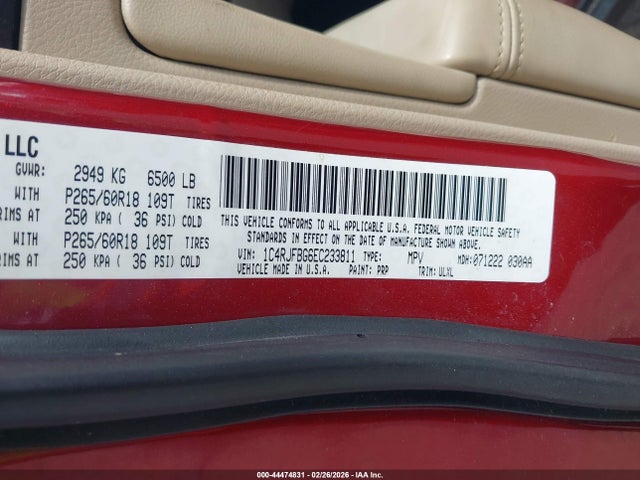 LLC
GVWR: 2949 KG 6500 LB
WITH P265/60R18 109T TIRES
RIMS AT 250 KPA ( 36 PSI) COLD
WITH P265/60R18 109T TIRES
RIMS AT 250 KPA ( 36 PSI) COLD
THIS VEHICLE CONFORMS TO ALL APPLICABLE U.S.A. FEDERAL MOTOR VEHICLE SAFETY
STANDARDS IN EFFECT ON THE DATE OF MANUFACTURE SHOWN ABOVE.
VIN: 1C4RJFBG6EC233811 TYPE: MPV MDH: 071222 030AA
VEHICLE MADE IN U.S.A. PAINT: PRP TRIM: ULXL
000-44474831 - 02/26/2026 - IAA Inc.